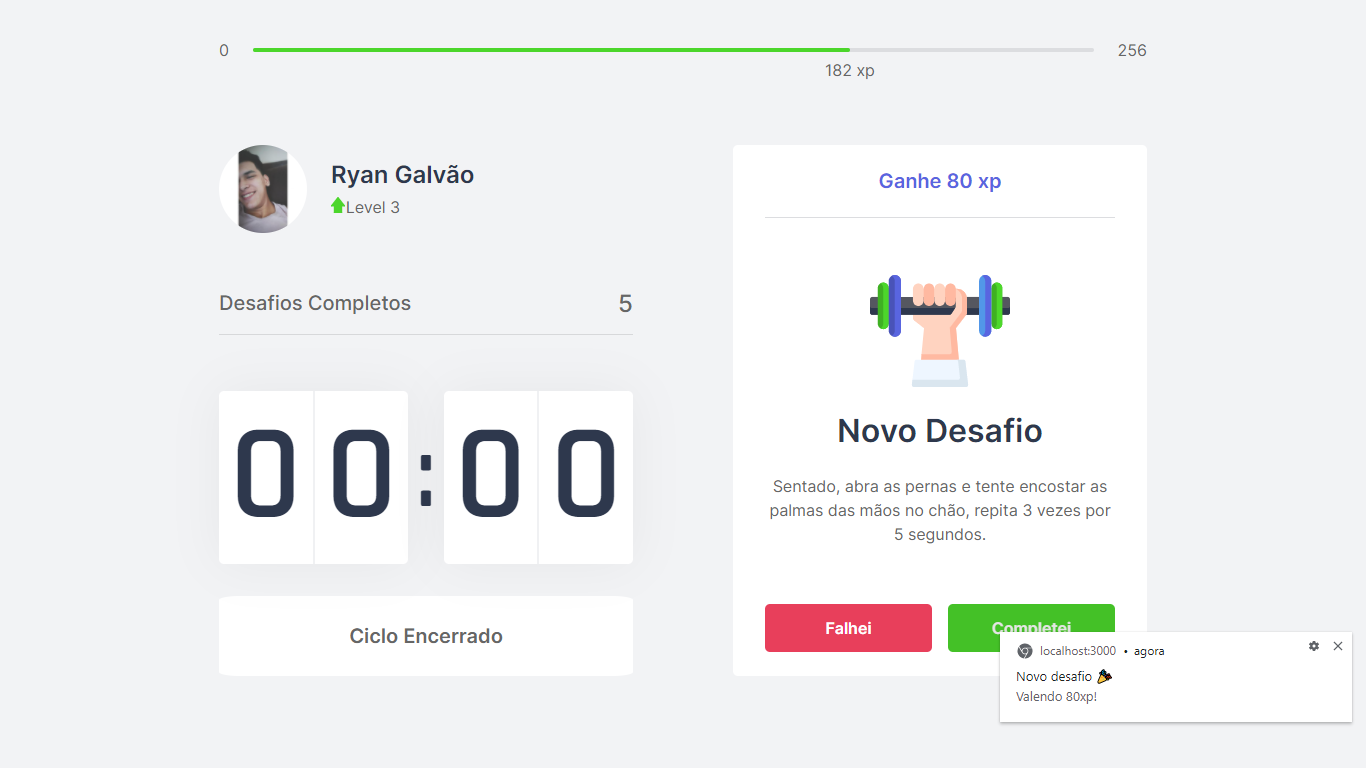 0
256
182 xp
Ryan Galvão
Level 3
Desafios Completos
5
00:00
Ciclo Encerrado
Ganhe 80 xp
Novo Desafio
Sentado, abra as pernas e tente encostar as
palmas das mãos no chão, repita 3 vezes por
5 segundos.
Falhei
Completei
localhost:3000 • agora
Novo desafio 🎉
Valendo 80xp!